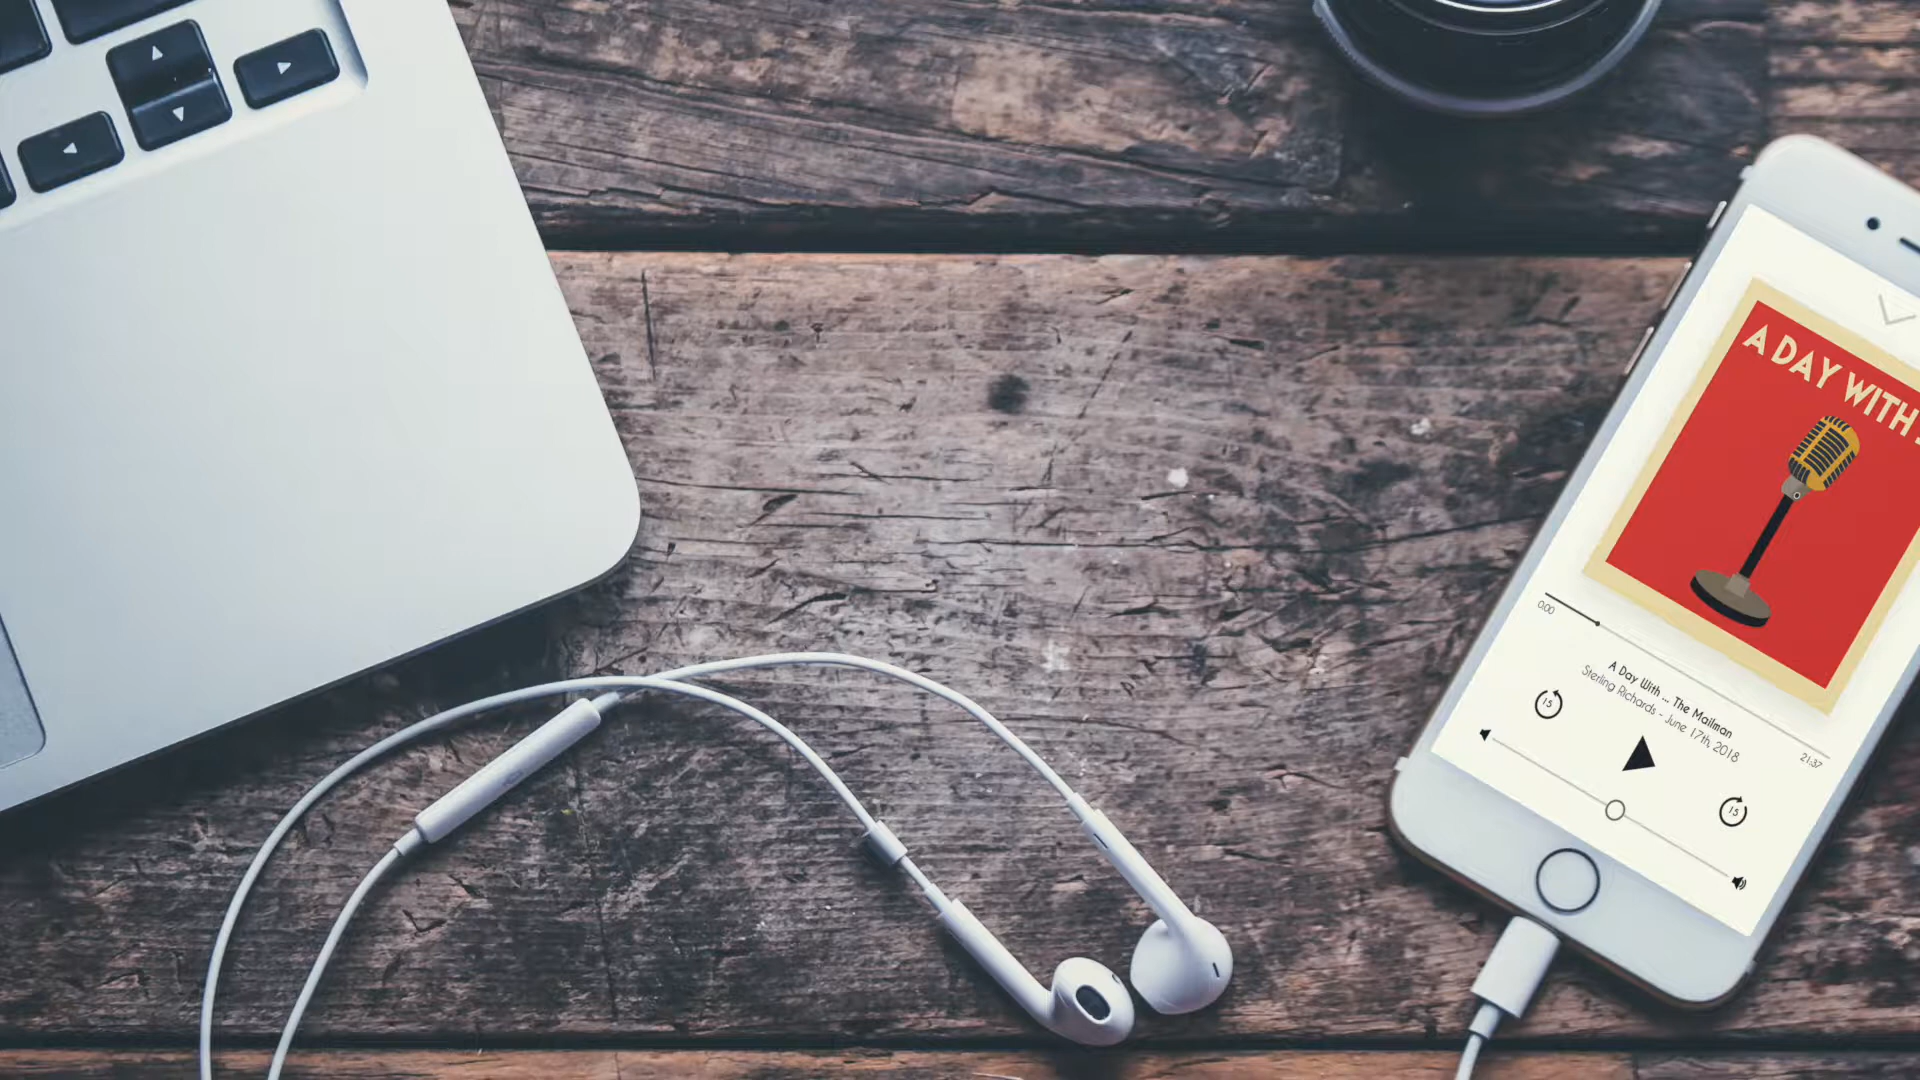 A DAY WITH
0:00
21:37
A Day With ... The Mailman
Sterling Richards - June 17th, 2018
15
15